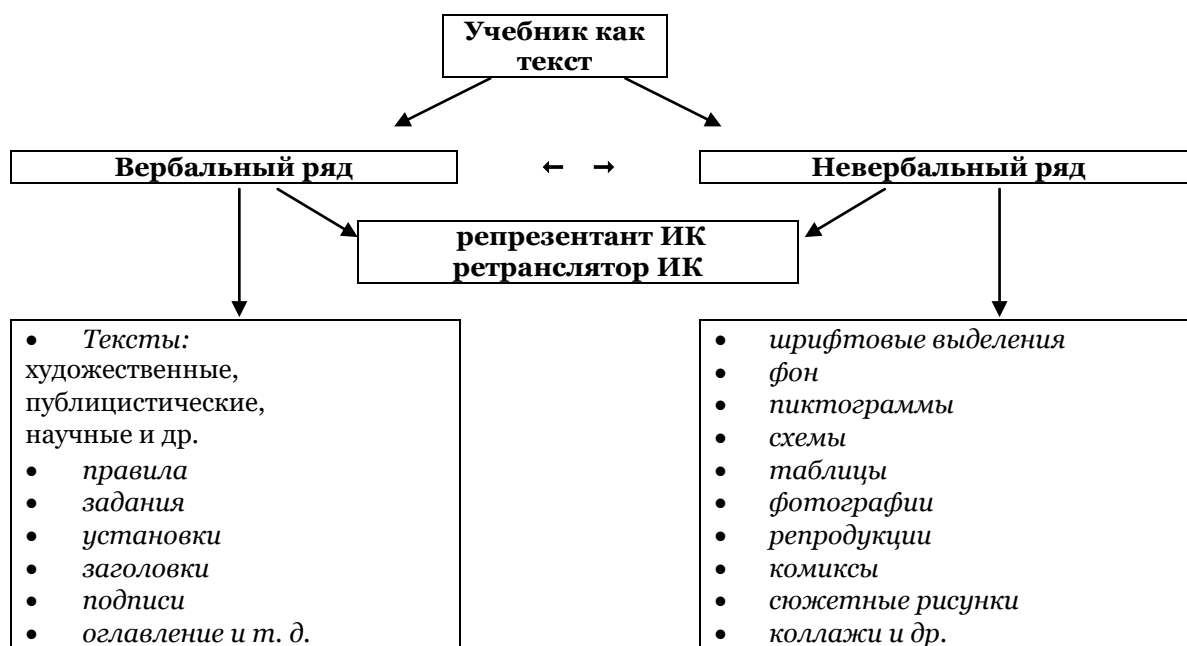 Учебник как
текст
Вербальный ряд
← →
Невербальный ряд
репрезентант ИК
ретранслятор ИК
• Тексты:
художественные,
публицистические,
научные и др.
• правила
• задания
• установки
• заголовки
• подписи
• оглавление и т. д.
• шрифтовые выделения
• фон
• пиктограммы
• схемы
• таблицы
• фотографии
• репродукции
• комиксы
• сюжетные рисунки
• коллажи и др.